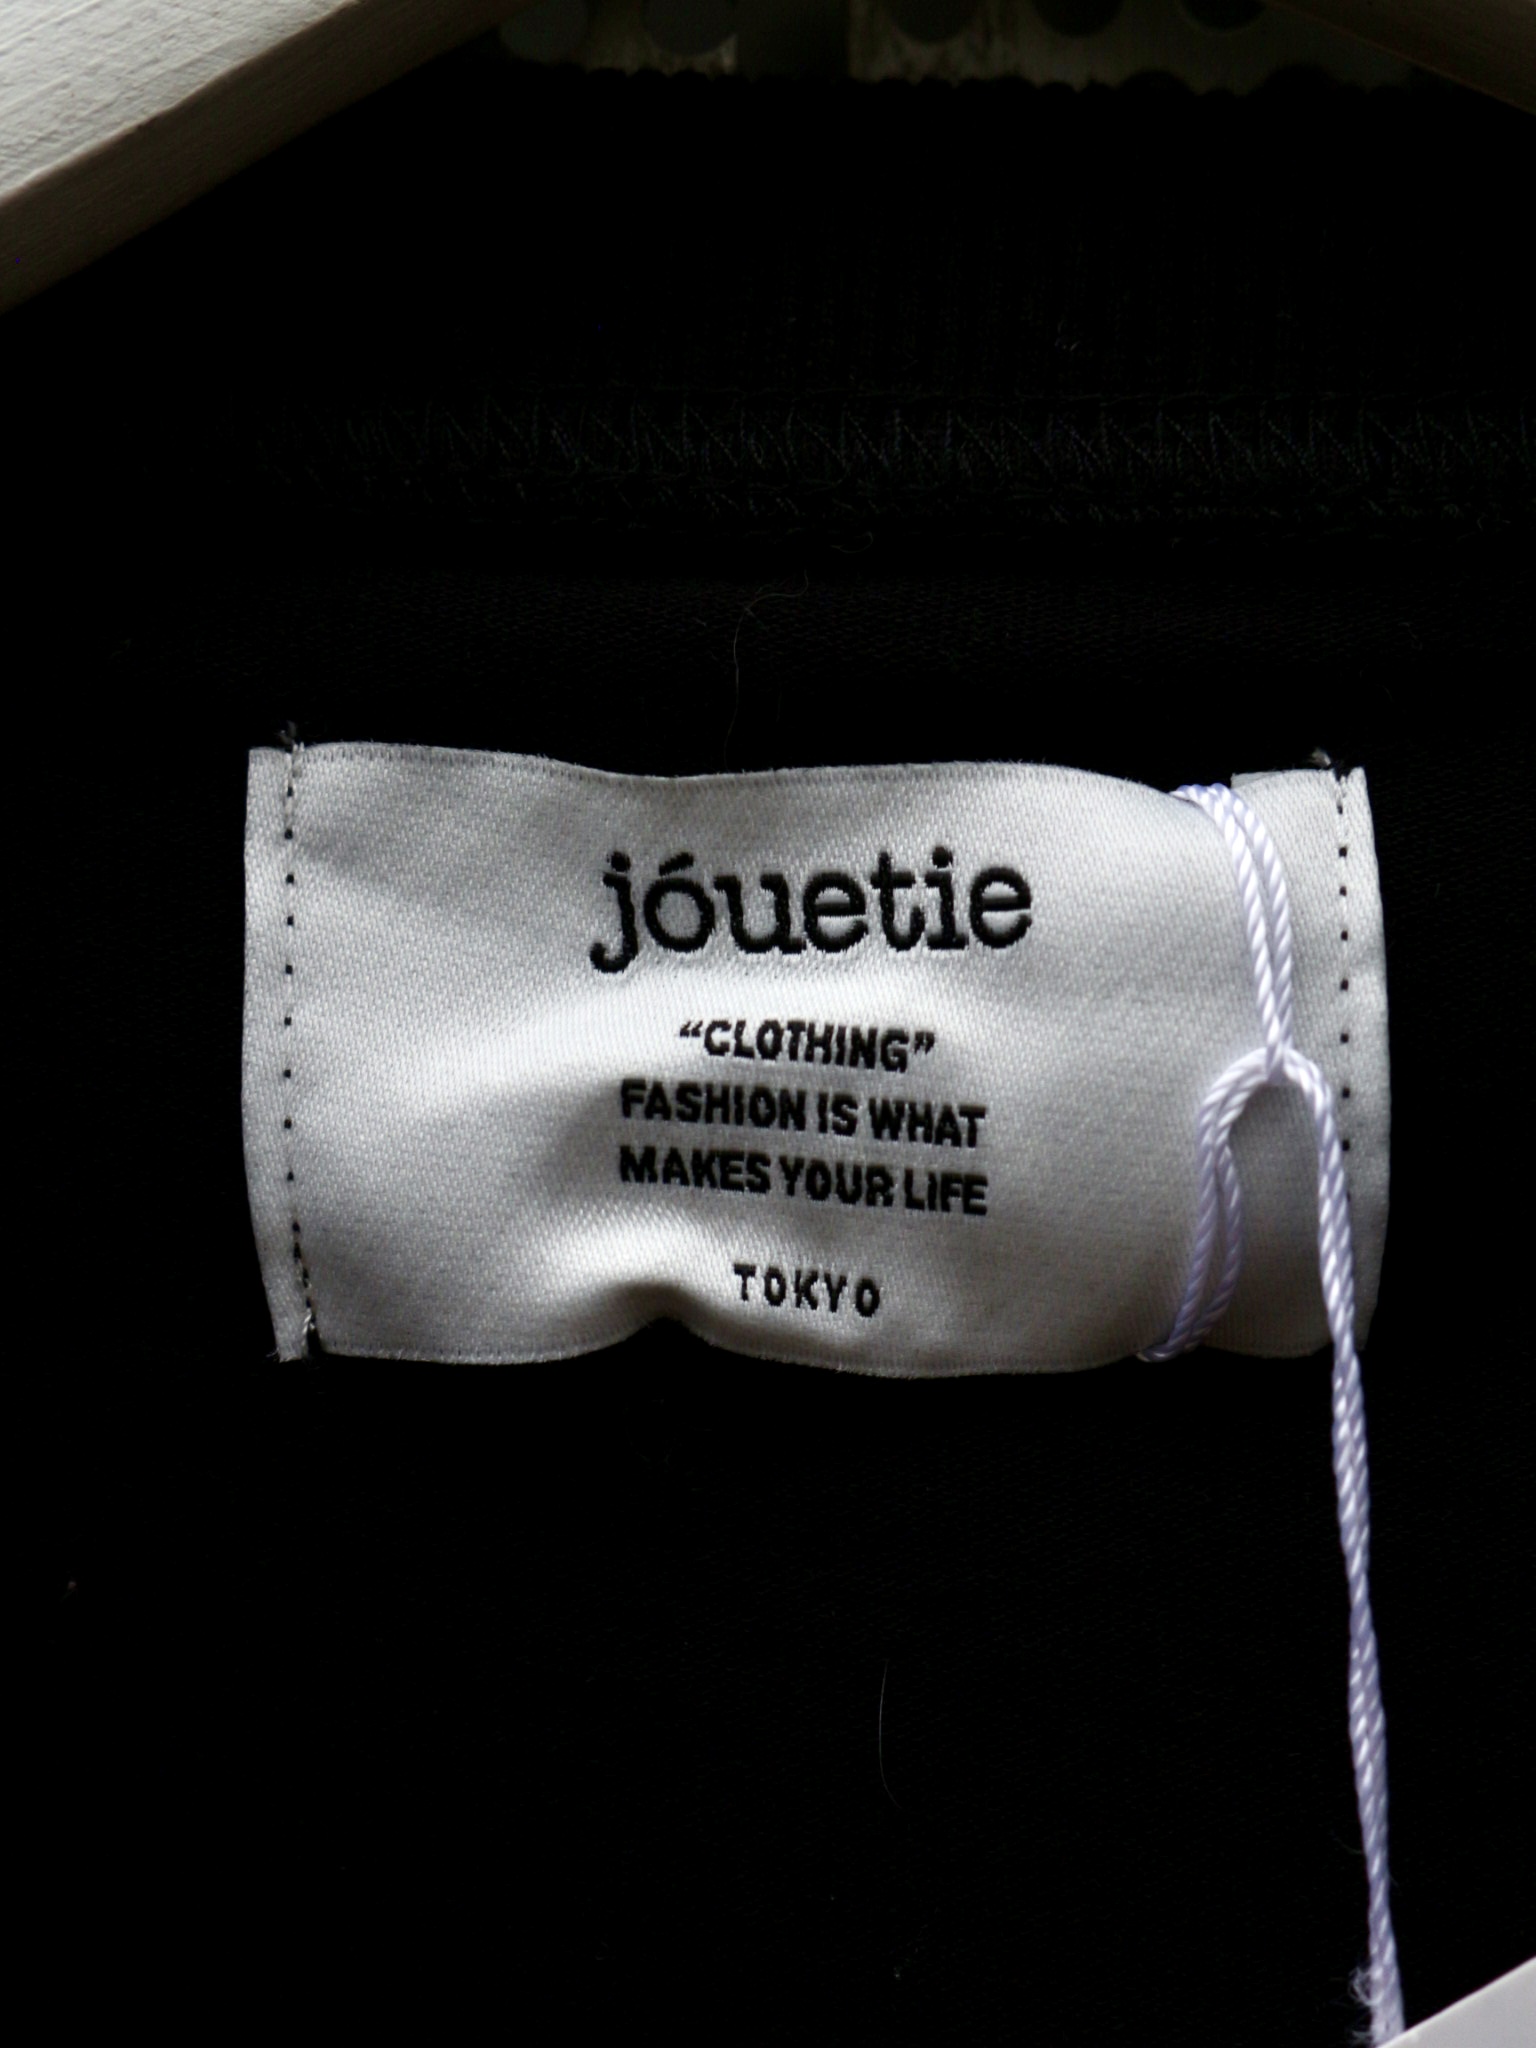 jóuetie
“CLOTHING”
FASHION IS WHAT
MAKES YOUR LIFE
TOKYO